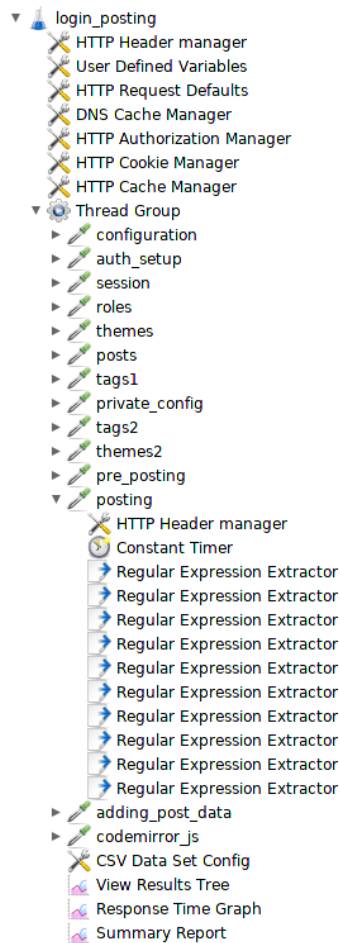 login_posting
HTTP Header manager
User Defined Variables
HTTP Request Defaults
DNS Cache Manager
HTTP Authorization Manager
HTTP Cookie Manager
HTTP Cache Manager
Thread Group
configuration
auth_setup
session
roles
themes
posts
tags1
private_config
tags2
themes2
pre_posting
posting
HTTP Header manager
Constant Timer
Regular Expression Extractor
Regular Expression Extractor
Regular Expression Extractor
Regular Expression Extractor
Regular Expression Extractor
Regular Expression Extractor
Regular Expression Extractor
Regular Expression Extractor
Regular Expression Extractor
Regular Expression Extractor
adding_post_data
codemirror_js
CSV Data Set Config
View Results Tree
Response Time Graph
Summary Report